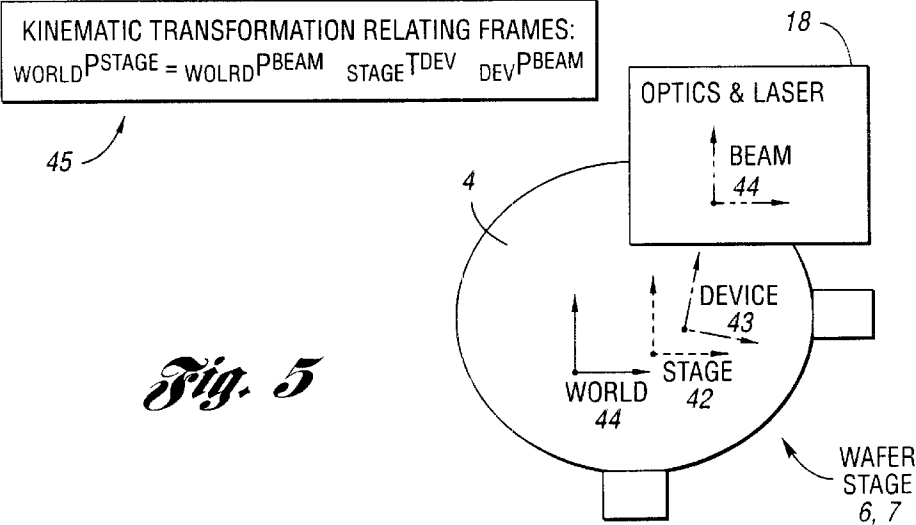 KINEMATIC TRANSFORMATION RELATING FRAMES:
WORLDPSTAGE = WOLRDPBEAM STAGETDEV DEVPBEAM
45
18
OPTICS & LASER
BEAM
44
4
DEVICE
43
STAGE
42
WORLD
44
Fig. 5
WAFER
STAGE
6, 7